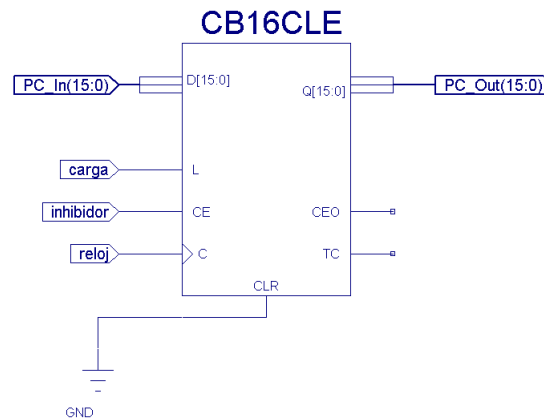 CB16CLE
PC_In(15:0) D[15:0] Q[15:0] PC_Out(15:0)
carga L
inhibidor CE CEO
reloj C TC
CLR
GND